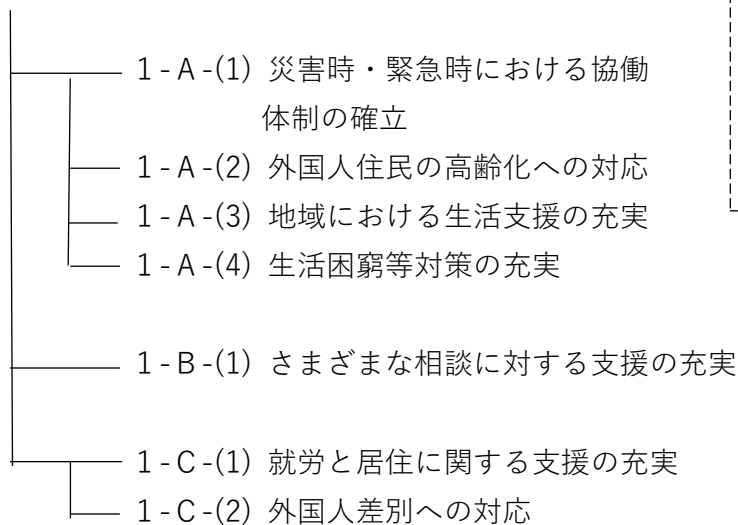 1-A-(1) 災害時・緊急時における協働
体制の確立
1-A-(2) 外国人住民の高齢化への対応
1-A-(3) 地域における生活支援の充実
1-A-(4) 生活困窮等対策の充実
1-B-(1) さまざまな相談に対する支援の充実
1-C-(1) 就労と居住に関する支援の充実
1-C-(2) 外国人差別への対応